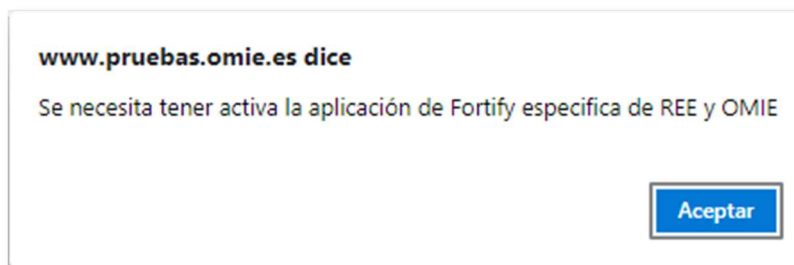 www.pruebas.omie.es dice
Se necesita tener activa la aplicación de Fortify especifica de REE y OMIE
Aceptar